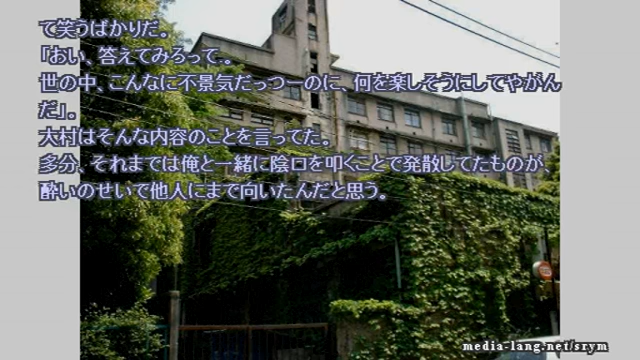 て笑うばかりだ。
「おい、答えてみろって.。
世の中、こんなに不景気だっつーのに、何を楽しそうにしてやがん
だ」。
大村はそんな内容のことを言ってた。
多分、それまでは俺と一緒に陰口を叩くことで発散してたものが、
酔いのせいで他人にまで向いたんだと思う。
media-lang.net/srym